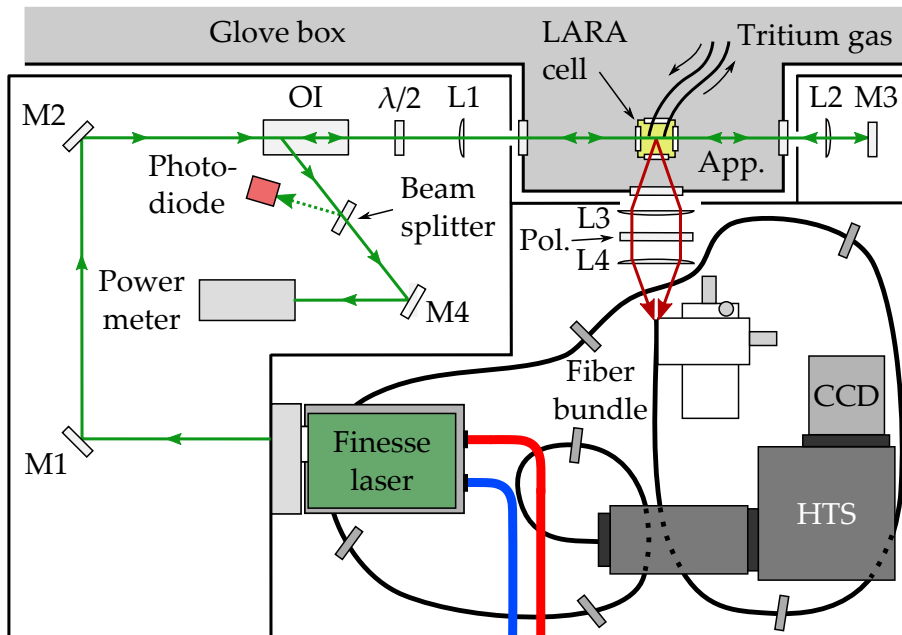 Glove box
LARA
cell
Tritium gas
M2
OI
λ/2
L1
L2
M3
App.
Photo-
diode
Beam
splitter
L3
Pol.
L4
Power
meter
M4
Fiber
bundle
CCD
M1
Finesse
laser
HTS